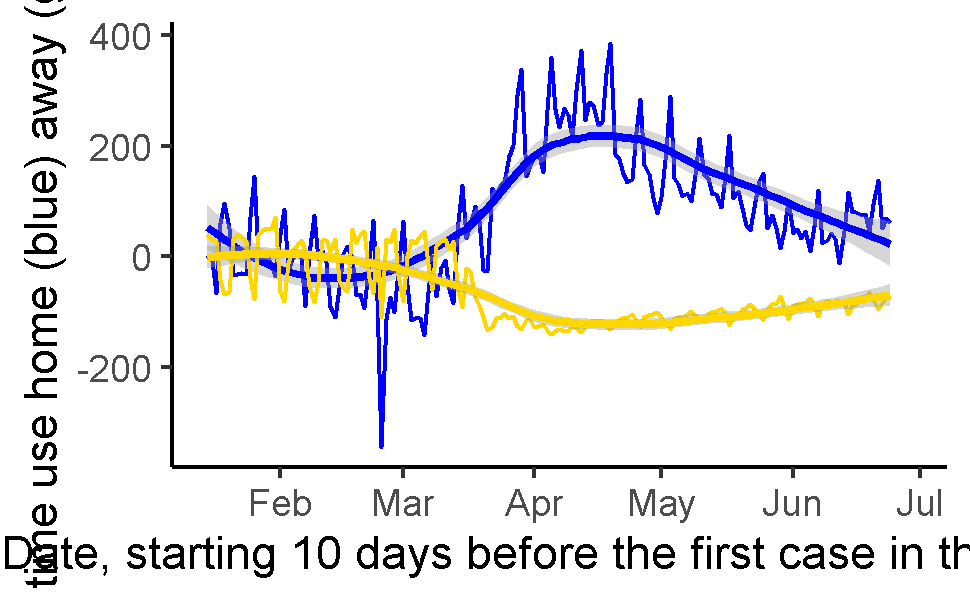 time use home (blue) away (
400
200
0
-200
Feb Mar Apr May Jun Jul
Date, starting 10 days before the first case in th